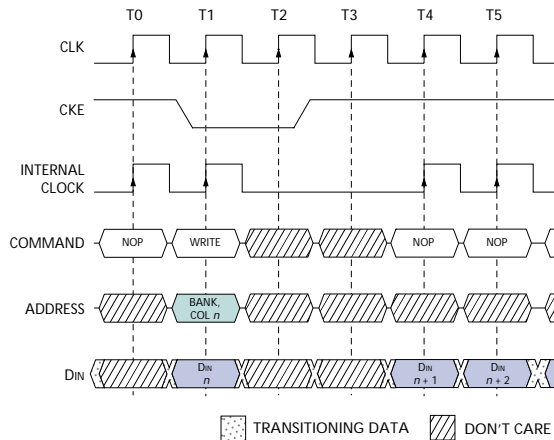 T0 T1 T2 T3 T4 T5
CLK
CKE
INTERNAL
CLOCK
COMMAND NOP WRITE NOP NOP
ADDRESS BANK,
COL n
DIN DIN
n DIN
n + 1 DIN
n + 2
TRANSITIONING DATA DON'T CARE